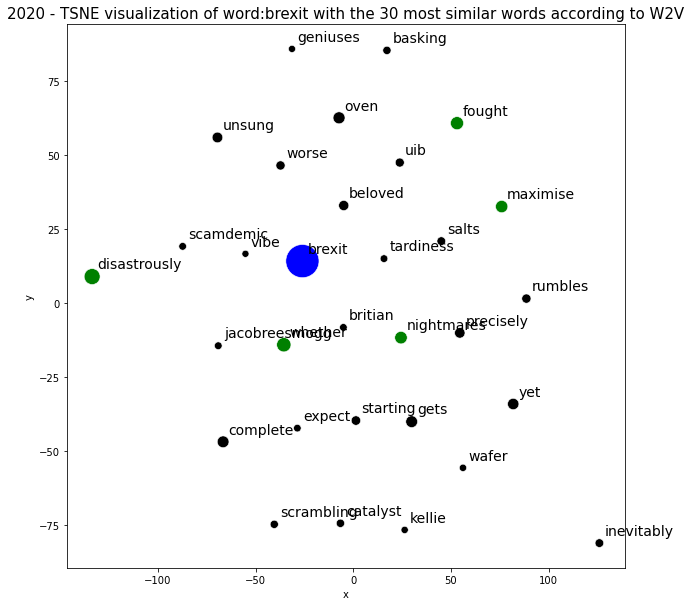 2020 - TSNE visualization of word:brexit with the 30 most similar words according to W2V
geniuses
basking
oven
fought
unsung
worse
uib
beloved
maximise
salts
scamdemic
vibe
brexit
tardiness
disastrously
rumbles
britian
jacobreesmogg
whether
nightmares
precisely
yet
starting
gets
expect
complete
wafer
scrambling
catalyst
kellie
inevitably
75
50
25
0
−25
−50
−75
y
−100
−50
0
50
100
x